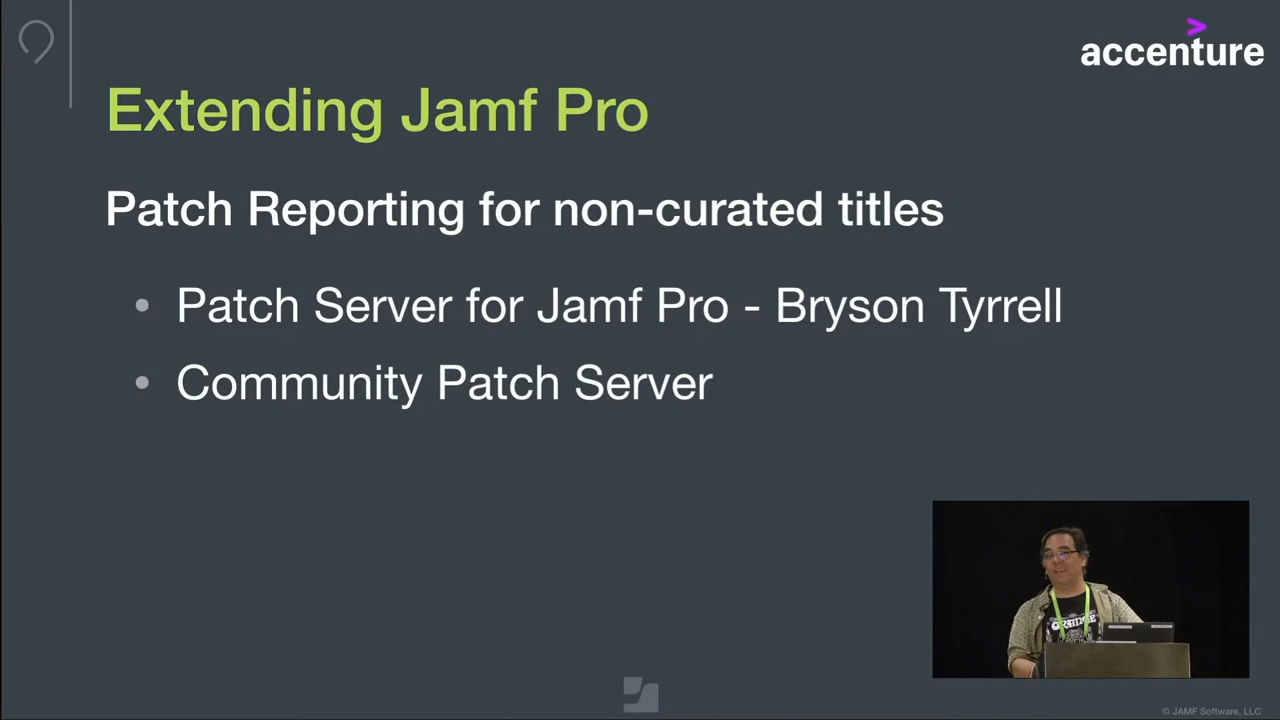 >
accenture
Extending Jamf Pro
Patch Reporting for non-curated titles
• Patch Server for Jamf Pro - Bryson Tyrrell
• Community Patch Server
© JAMF Software, LLC